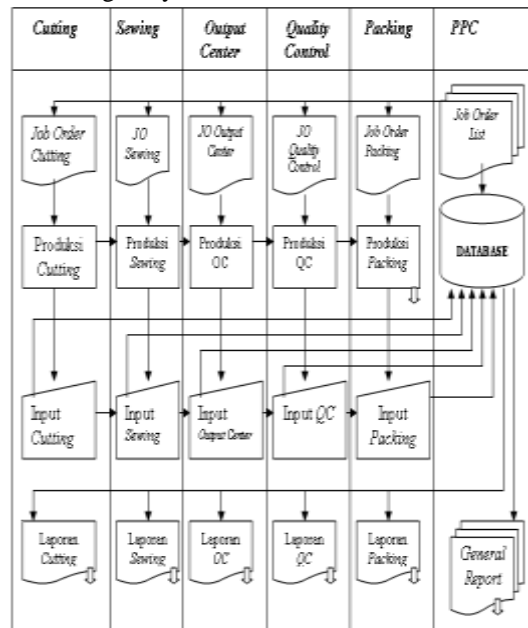 Cutting Sewing Output Center Quality Control Packing PPC
Job Order Cutting
JO Sewing
JO Output Center
JO Quality Control
Job Order Packing
Job Order List
Produksi Cutting
Produksi Sewing
Produksi OC
Produksi QC
Produksi Packing
DATABASE
Input Cutting
Input Sewing
Input Output Center
Input QC
Input Packing
Laporan Cutting
Laporan Sewing
Laporan OC
Laporan QC
Laporan Packing
General Report